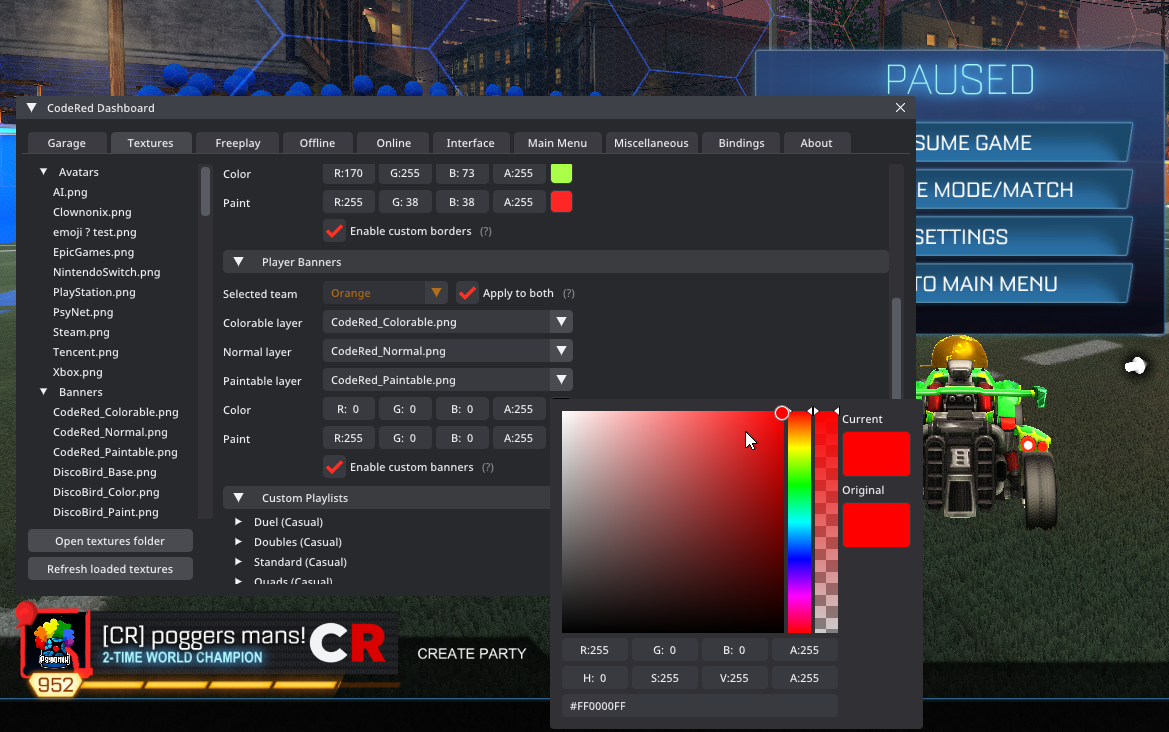 PAUSED
CodeRed Dashboard
SUME GAME
E MODE/MATCH
SETTINGS
TO MAIN MENU
Garage Textures Freeplay Offline Online Interface Main Menu Miscellaneous Bindings About
Avatars
AI.png
Clownonix.png
emoji ? test.png
EpicGames.png
NintendoSwitch.png
PlayStation.png
PsyNet.png
Steam.png
Tencent.png
Xbox.png
Banners
CodeRed_Colorable.png
CodeRed_Normal.png
CodeRed_Paintable.png
DiscoBird_Base.png
DiscoBird_Color.png
DiscoBird_Paint.png
Open textures folder
Refresh loaded textures
Color R:170 G:255 B: 73 A:255
Paint R:255 G: 38 B: 38 A:255
Enable custom borders (?)
Player Banners
Selected team Orange Apply to both (?)
Colorable layer CodeRed_Colorable.png
Normal layer CodeRed_Normal.png
Paintable layer CodeRed_Paintable.png
Color R: 0 G: 0 B: 0 A:255
Paint R:255 G: 0 B: 0 A:255
Enable custom banners (?)
Custom Playlists
Duel (Casual)
Doubles (Casual)
Standard (Casual)
Quads (Casual)
Current
Original
R:255 G: 0 B: 0 A:255
H: 0 S:255 V:255 A:255
#FF0000FF
[CR] poggers mans!
2-TIME WORLD CHAMPION
CR
952
CREATE PARTY